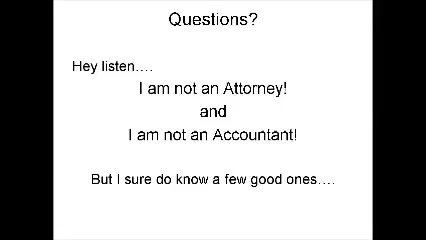 Questions?
Hey listen….
I am not an Attorney!
and
I am not an Accountant!
But I sure do know a few good ones….